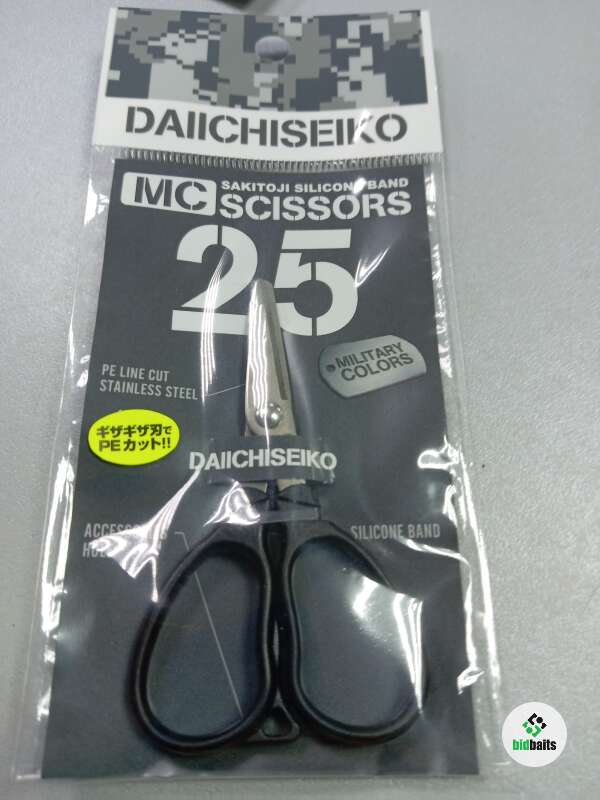 DAIICHISEIKO
MC
SAKITOJI SILICONE BAND
SCISSORS
25
MILITARY
COLORS
PE LINE CUT
STAINLESS STEEL
ギザギザ刃で
PEカット!!
DAIICHISEIKO
SILICONE BAND
bidbaits